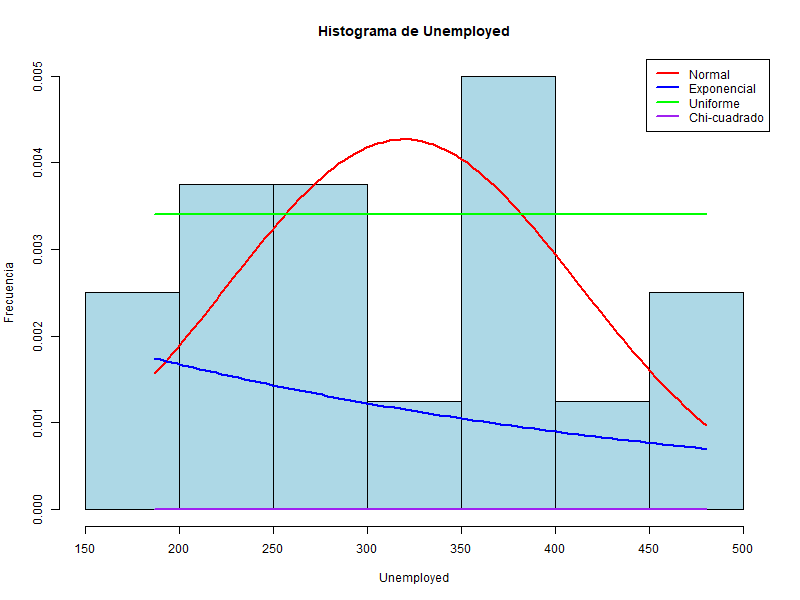 Histograma de Unemployed
Normal
Exponencial
Uniforme
Chi-cuadrado
Frecuencia
0.005
0.004
0.003
0.002
0.001
0.000
150 200 250 300 350 400 450 500
Unemployed